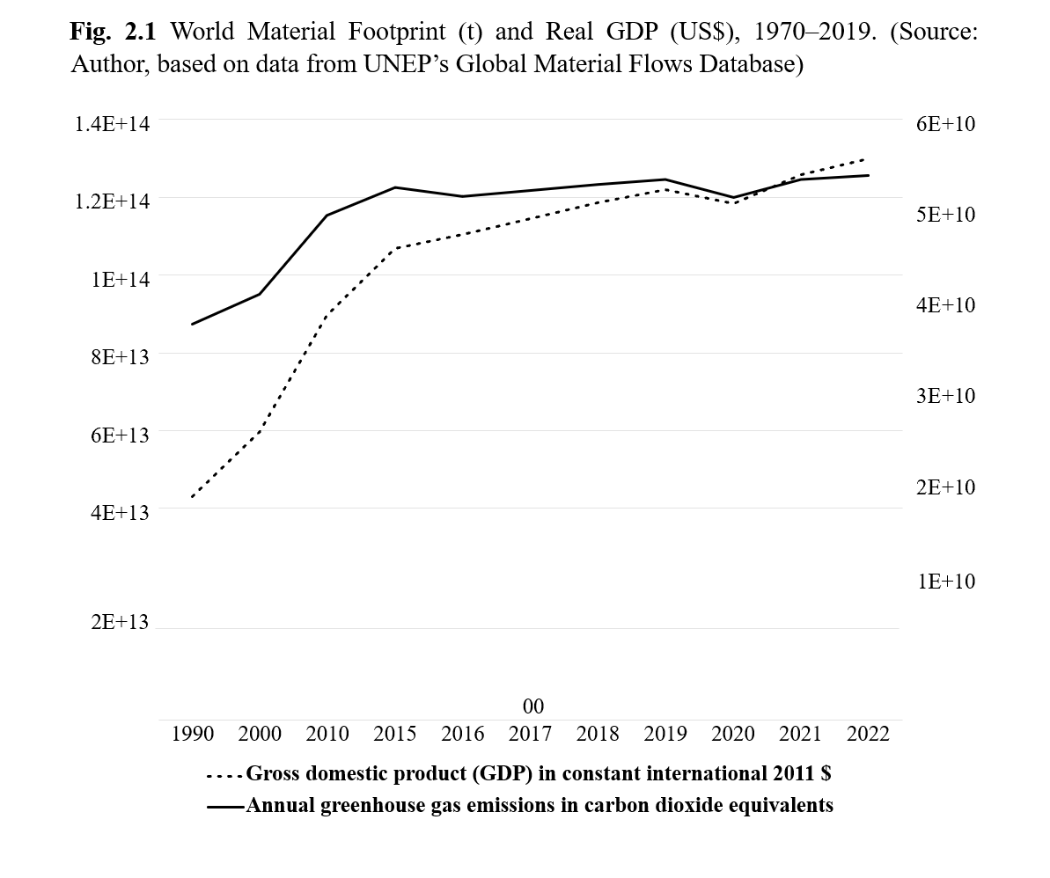 Fig. 2.1 World Material Footprint (t) and Real GDP (US$), 1970–2019. (Source:
Author, based on data from UNEP’s Global Material Flows Database)
1.4E+14 6E+10
1.2E+14 5E+10
1E+14 4E+10
8E+13 3E+10
6E+13 2E+10
4E+13 1E+10
2E+13
00
1990 2000 2010 2015 2016 2017 2018 2019 2020 2021 2022
Gross domestic product (GDP) in constant international 2011 $
Annual greenhouse gas emissions in carbon dioxide equivalents